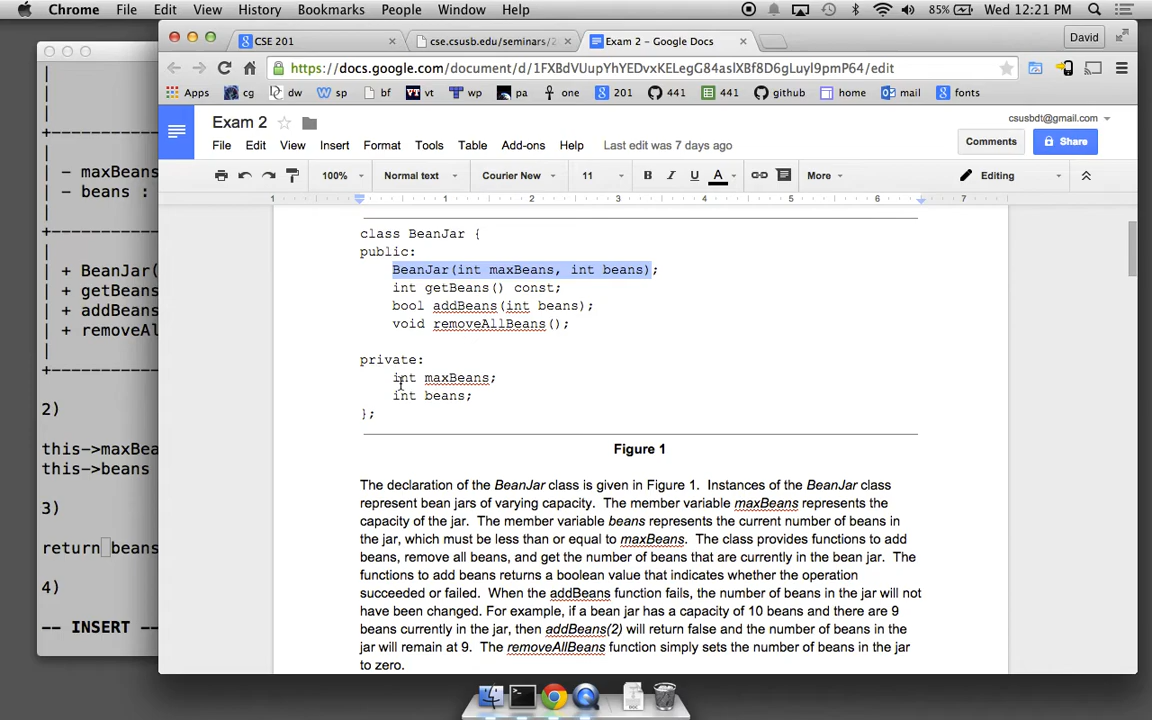 Chrome File Edit View History Bookmarks People Window Help 85% Wed 12:21 PM
CSE 201 cse.csusb.edu/seminars/2 Exam 2 – Google Docs David
https://docs.google.com/document/d/1FXBdVUupYhYEDvxKELegG84aslXBf8D6gLuyI9pmP64/edit
Apps cg dw sp bf vt wp pa one 201 441 441 github home mail fonts
Exam 2 csusbdt@gmail.com
File Edit View Insert Format Tools Table Add-ons Help Last edit was 7 days ago Comments Share
100% Normal text Courier New 11 B I U A More Editing
1 1 2 3 4 5 6 7
class BeanJar {
public:
BeanJar(int maxBeans, int beans);
int getBeans() const;
bool addBeans(int beans);
void removeAllBeans();
private:
int maxBeans;
int beans;
};
Figure 1
The declaration of the BeanJar class is given in Figure 1. Instances of the BeanJar class
represent bean jars of varying capacity. The member variable maxBeans represents the
capacity of the jar. The member variable beans represents the current number of beans in
the jar, which must be less than or equal to maxBeans. The class provides functions to add
beans, remove all beans, and get the number of beans that are currently in the bean jar. The
functions to add beans returns a boolean value that indicates whether the operation
succeeded or failed. When the addBeans function fails, the number of beans in the jar will not
have been changed. For example, if a bean jar has a capacity of 10 beans and there are 9
beans currently in the jar, then addBeans(2) will return false and the number of beans in the
jar will remain at 9. The removeAllBeans function simply sets the number of beans in the jar
to zero.
|
|
|
+-----------
|
| - maxBeans
| - beans :
|
+-----------
|
| + BeanJar(
| + getBeans
| + addBeans
| + removeAl
|
+-----------
2)
this->maxBea
this->beans
3)
return beans
4)
-- INSERT --